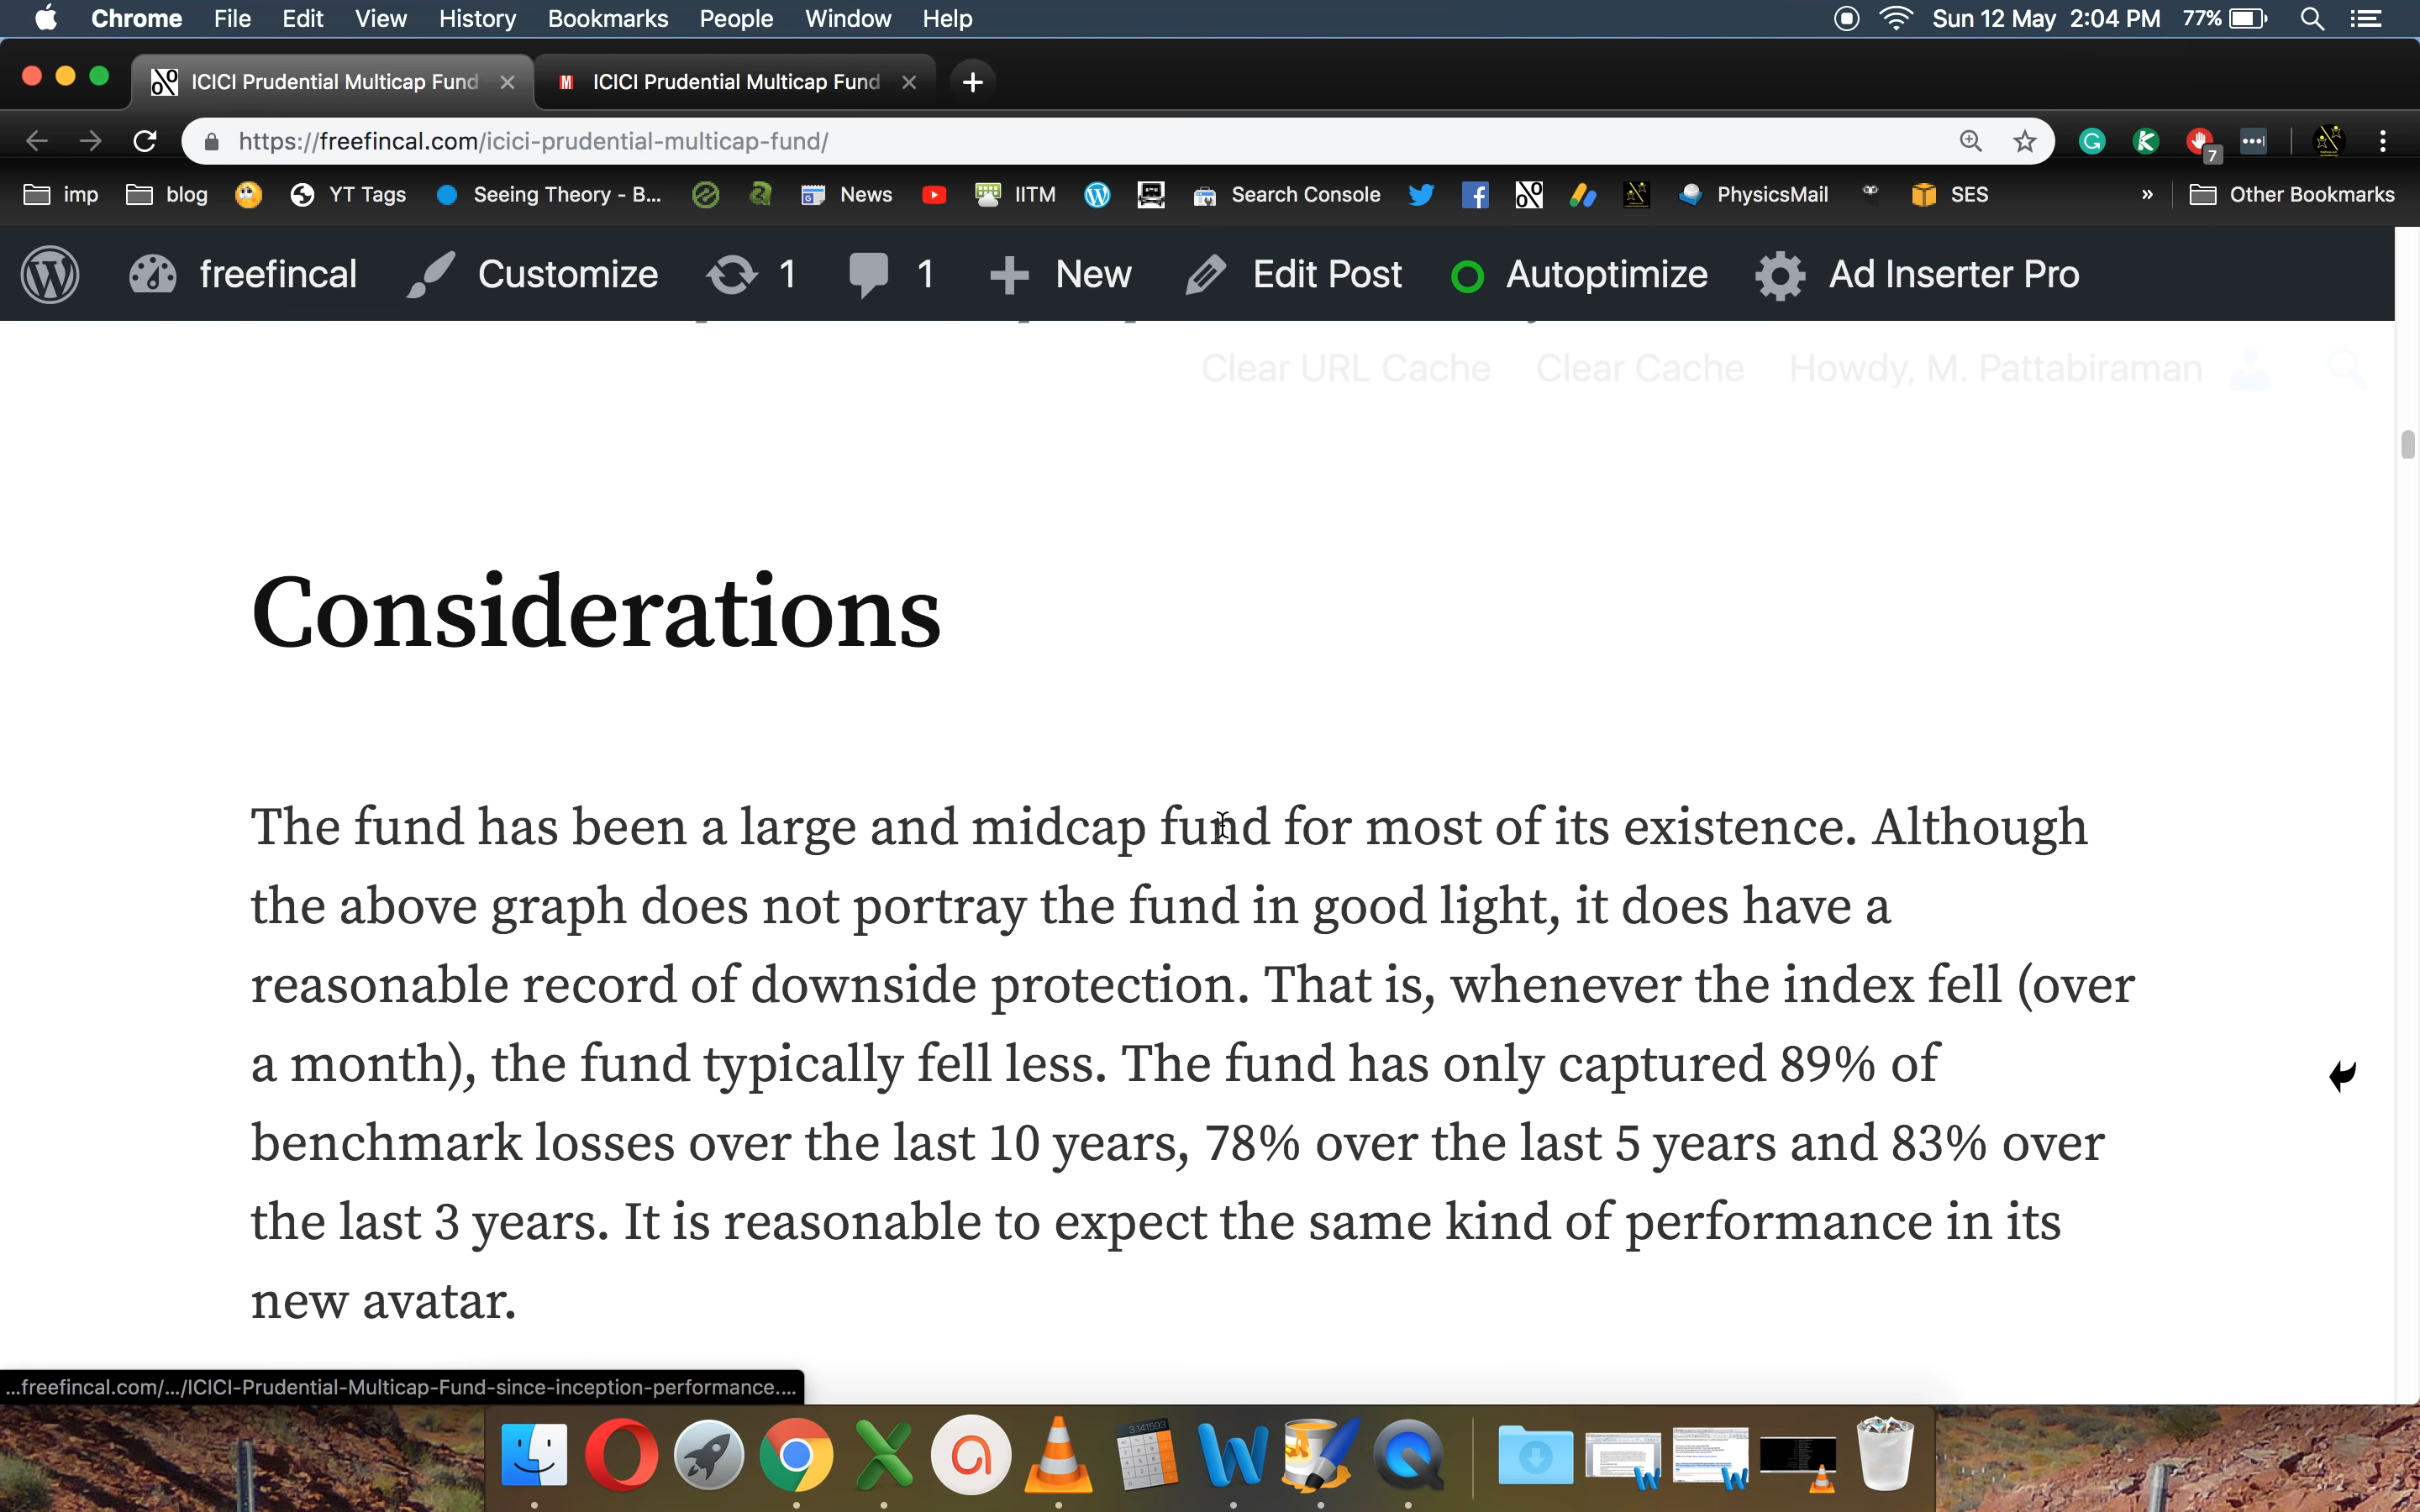 Chrome File Edit View History Bookmarks People Window Help Sun 12 May 2:04 PM 77%
ICICI Prudential Multicap Fund ICICI Prudential Multicap Fund
https://freefincal.com/icici-prudential-multicap-fund/
7
imp blog YT Tags Seeing Theory - B... News IITM Search Console PhysicsMail SES » Other Bookmarks
freefincal Customize 1 1 New Edit Post Autoptimize Ad Inserter Pro
Clear URL Cache Clear Cache Howdy, M. Pattabiraman
Considerations
The fund has been a large and midcap fund for most of its existence. Although
the above graph does not portray the fund in good light, it does have a
reasonable record of downside protection. That is, whenever the index fell (over
a month), the fund typically fell less. The fund has only captured 89% of
benchmark losses over the last 10 years, 78% over the last 5 years and 83% over
the last 3 years. It is reasonable to expect the same kind of performance in its
new avatar.
...freefincal.com/.../ICICI-Prudential-Multicap-Fund-since-inception-performance....
3.141593